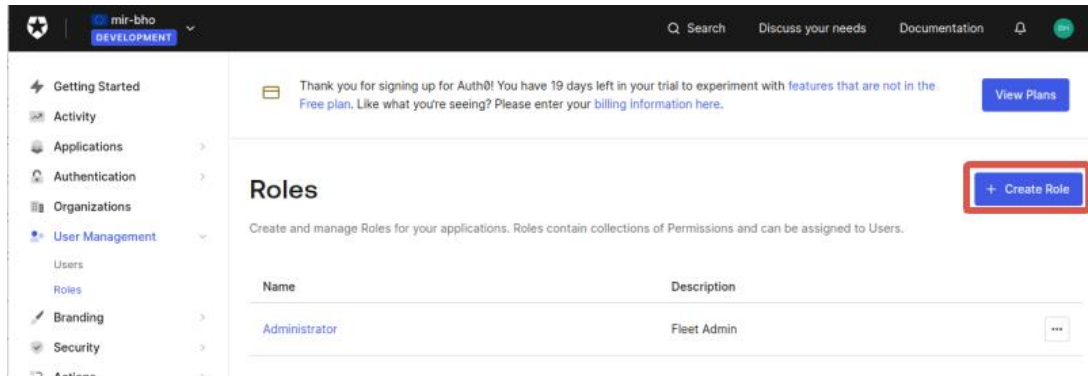 mir-bho
DEVELOPMENT
Search
Discuss your needs
Documentation
Getting Started
Activity
Applications
Authentication
Organizations
User Management
Users
Roles
Branding
Security
Actions
Thank you for signing up for Auth0! You have 19 days left in your trial to experiment with features that are not in the
Free plan. Like what you're seeing? Please enter your billing information here.
View Plans
Roles
+ Create Role
Create and manage Roles for your applications. Roles contain collections of Permissions and can be assigned to Users.
Name
Description
Administrator
Fleet Admin